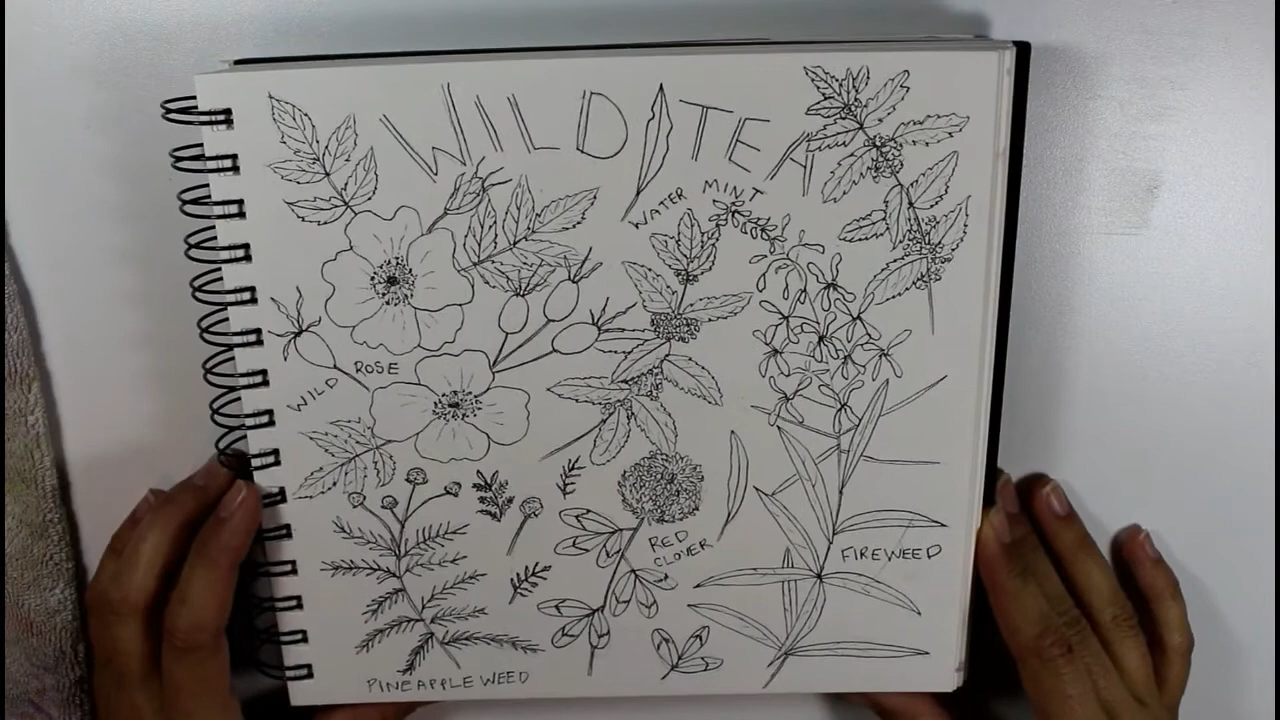 WILD TEA
WATER MINT
WILD ROSE
RED
CLOVER
FIREWEED
PINEAPPLE WEED